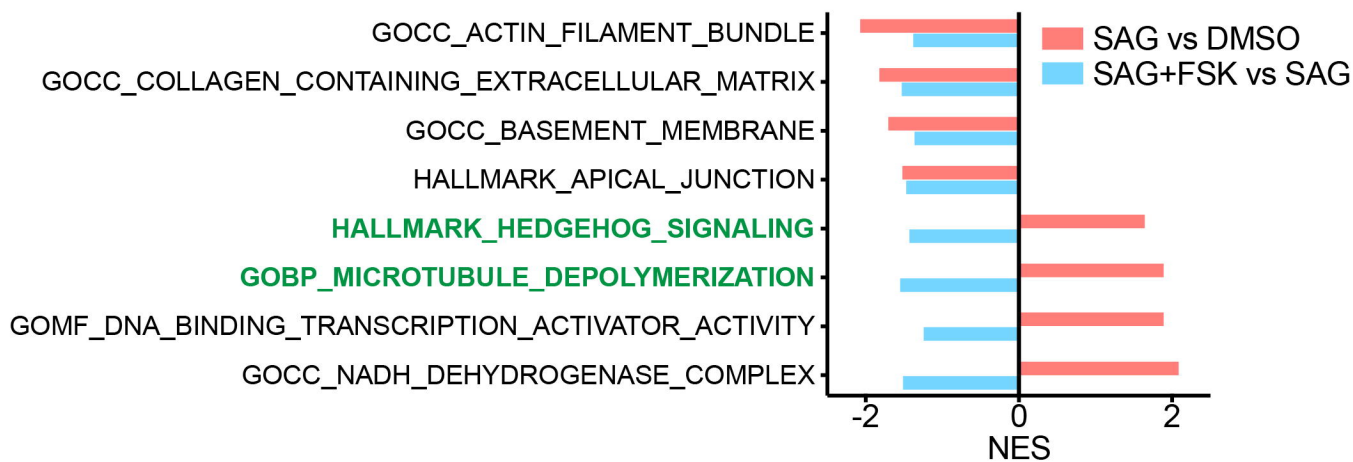 GOCC_ACTIN_FILAMENT_BUNDLE
GOCC_COLLAGEN_CONTAINING_EXTRACELLULAR_MATRIX
GOCC_BASEMENT_MEMBRANE
HALLMARK_APICAL_JUNCTION
HALLMARK_HEDGEHOG_SIGNALING
GOBP_MICROTUBULE_DEPOLYMERIZATION
GOMF_DNA_BINDING_TRANSCRIPTION_ACTIVATOR_ACTIVITY
GOCC_NADH_DEHYDROGENASE_COMPLEX
SAG vs DMSO
SAG+FSK vs SAG
-2 0 2
NES